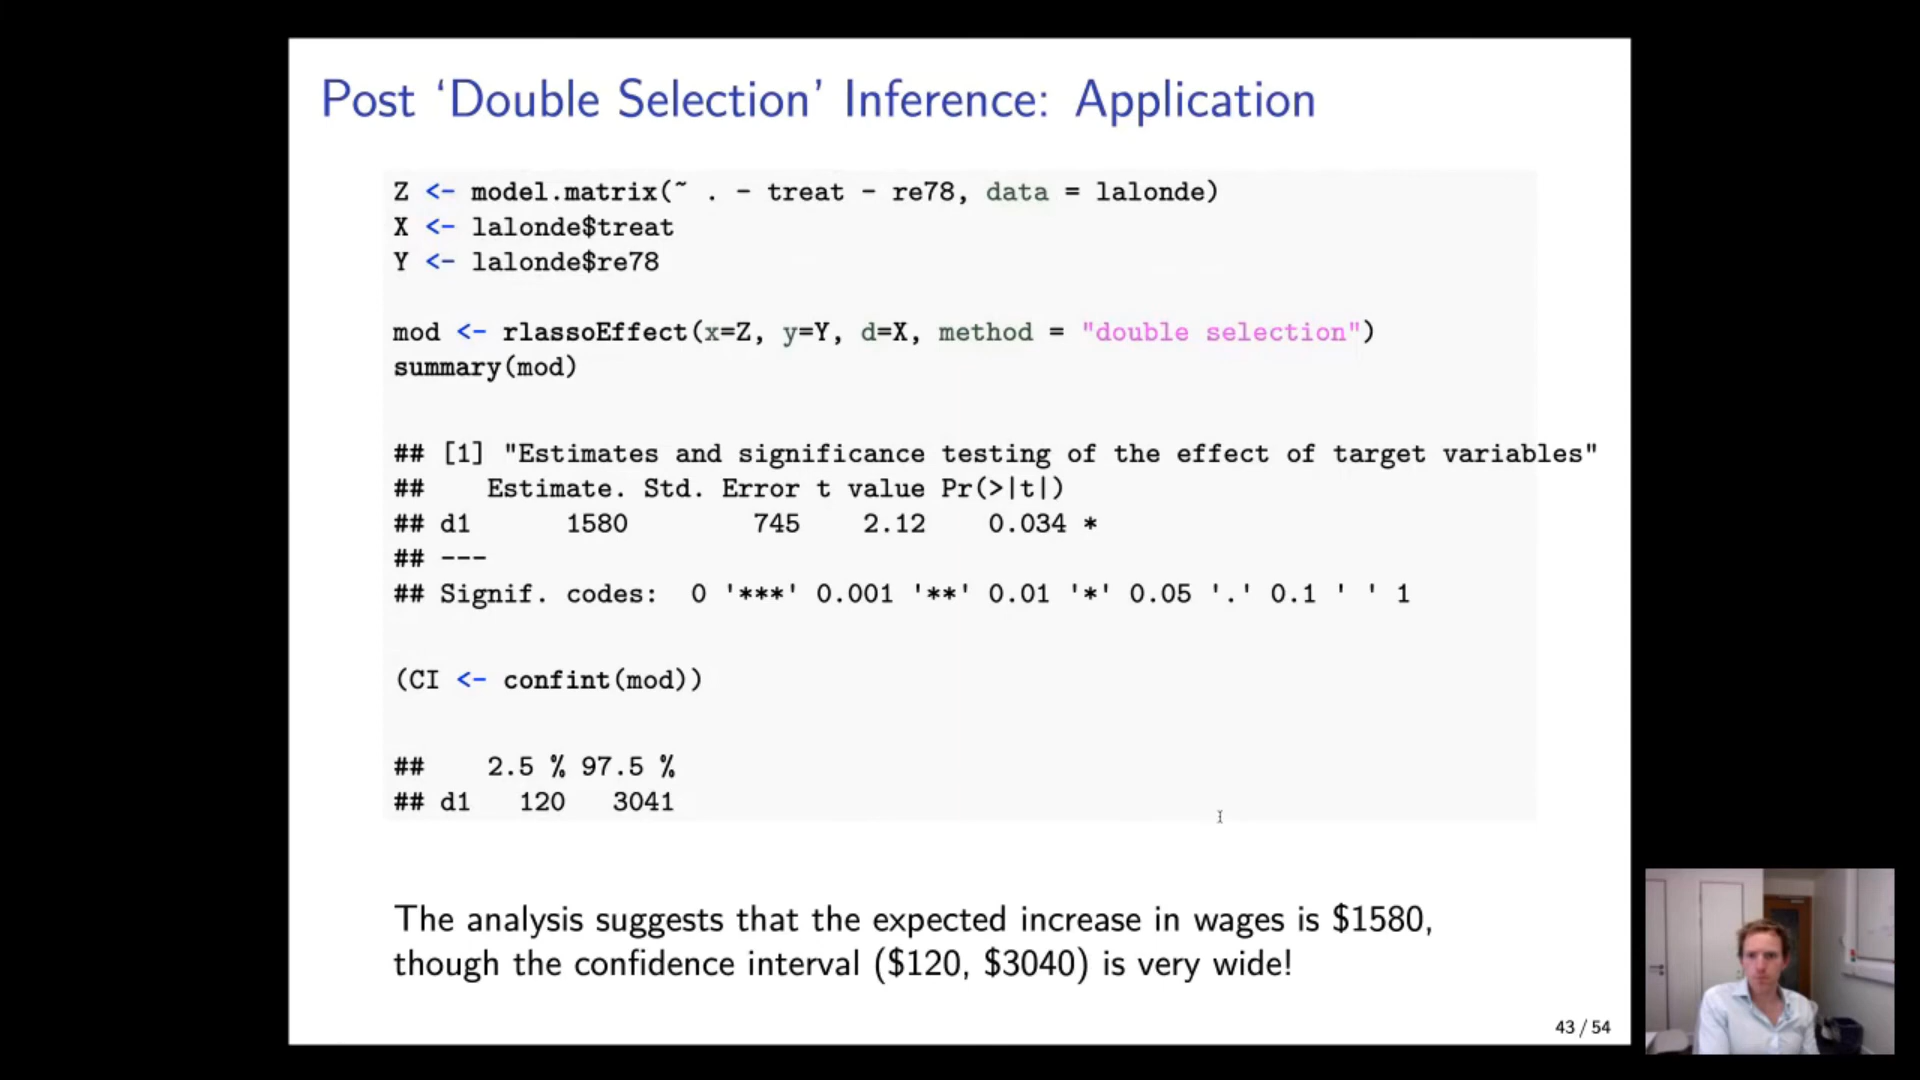 Post ‘Double Selection’ Inference: Application
Z <- model.matrix(~ . - treat - re78, data = lalonde)
X <- lalonde$treat
Y <- lalonde$re78
mod <- rlassoEffect(x=Z, y=Y, d=X, method = "double selection")
summary(mod)
## [1] "Estimates and significance testing of the effect of target variables"
## Estimate. Std. Error t value Pr(>|t|)
## d1 1580 745 2.12 0.034 *
## ---
## Signif. codes: 0 '***' 0.001 '**' 0.01 '*' 0.05 '.' 0.1 ' ' 1
(CI <- confint(mod))
## 2.5 % 97.5 %
## d1 120 3041
The analysis suggests that the expected increase in wages is $1580,
though the confidence interval ($120, $3040) is very wide!
43 / 54